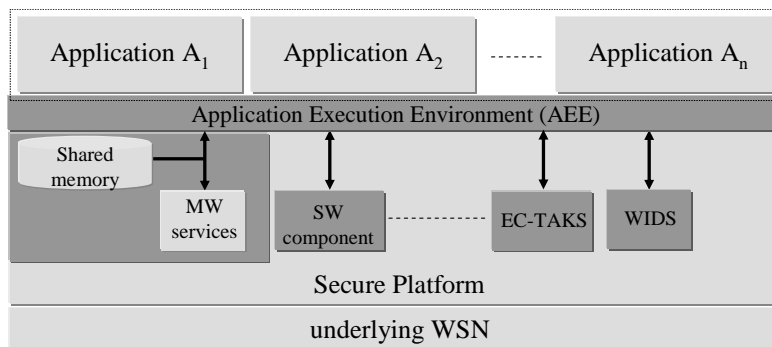 Application A1 Application A2 Application An
Application Execution Environment (AEE)
Shared
memory
MW
services
SW
component
EC-TAKS
WIDS
Secure Platform
underlying WSN